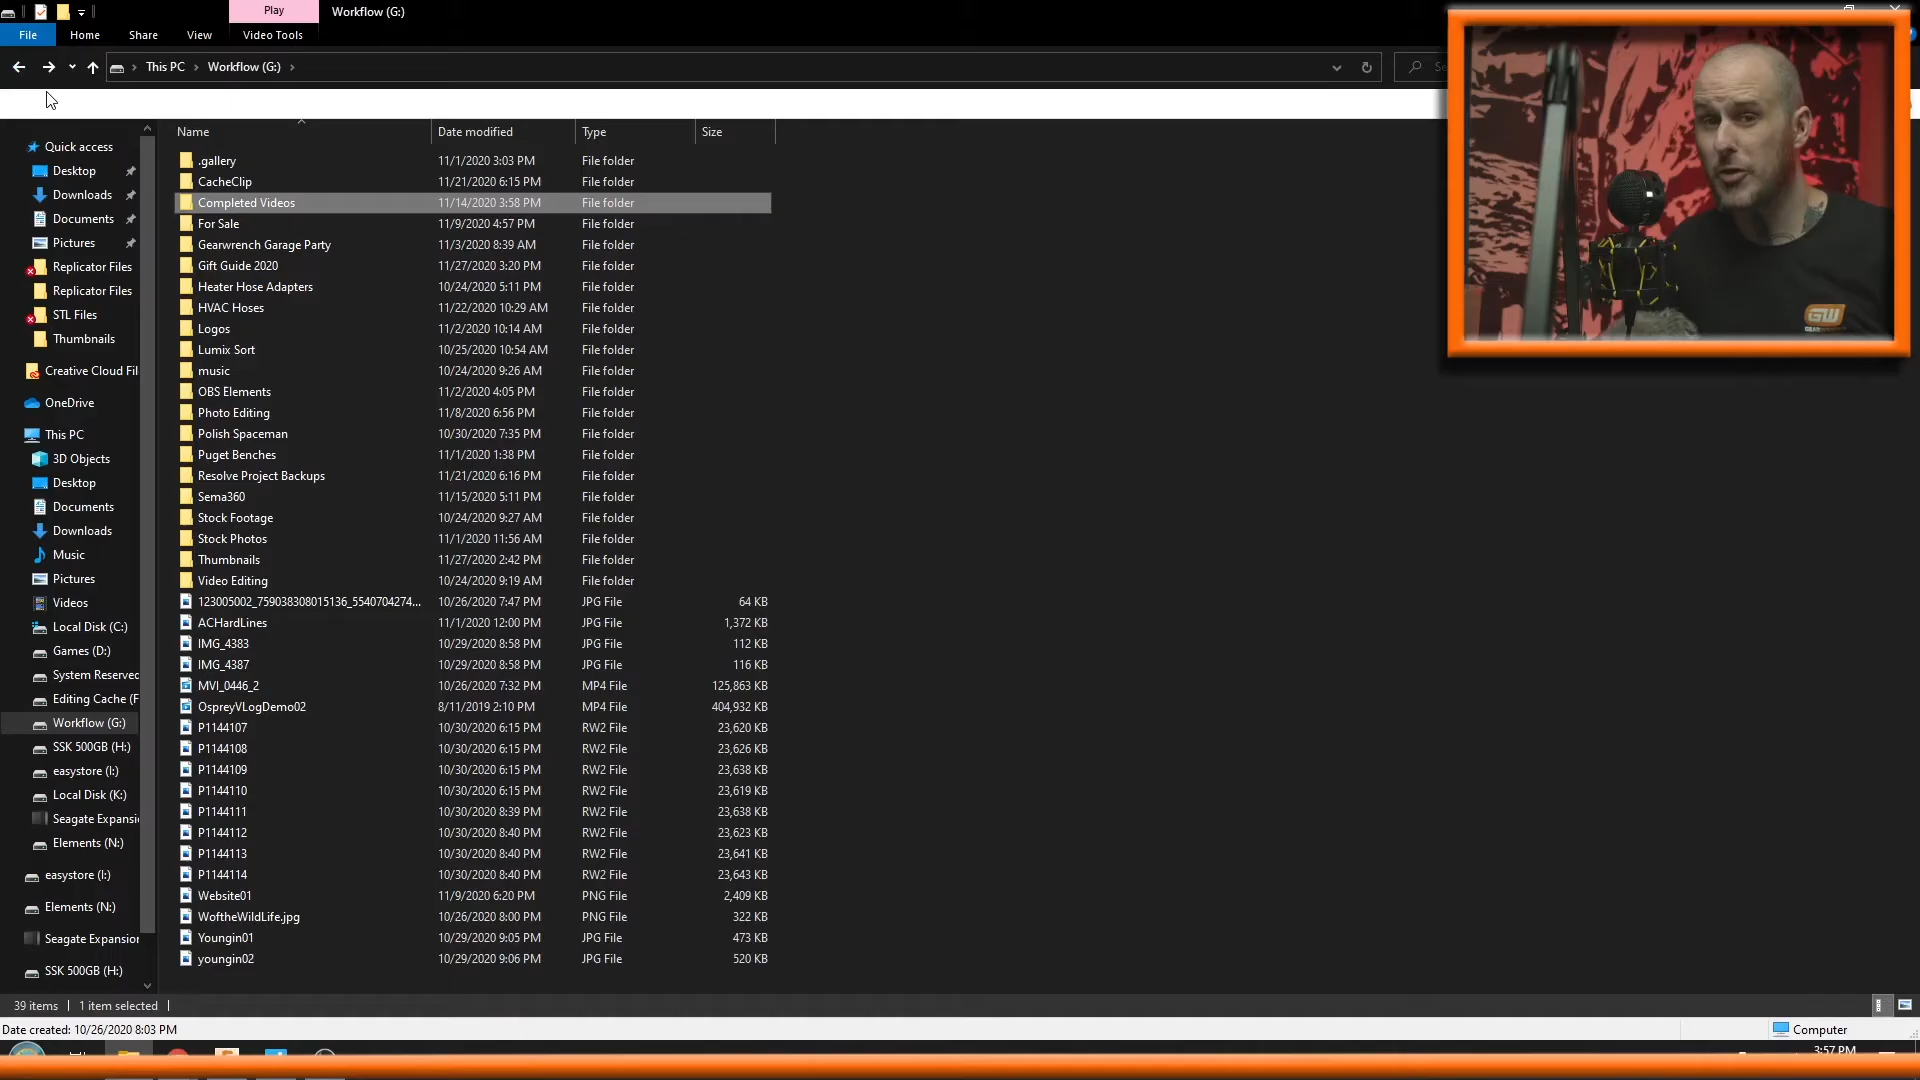 Play
Workflow (G:)
File
Home
Share
View
Video Tools
This PC
Workflow (G:)
Name
Date modified
Type
Size
Quick access
Desktop
Downloads
Documents
Pictures
Replicator Files
Replicator Files
STL Files
Thumbnails
Creative Cloud Fil
OneDrive
This PC
3D Objects
Desktop
Documents
Downloads
Music
Pictures
Videos
Local Disk (C:)
Games (D:)
System Reserved
Editing Cache (F
Workflow (G:)
SSK 500GB (H:)
easystore (I:)
Local Disk (K:)
Seagate Expansi
Elements (N:)
easystore (I:)
Elements (N:)
Seagate Expansion
SSK 500GB (H:)
.gallery 11/1/2020 3:03 PM File folder
CacheClip 11/21/2020 6:15 PM File folder
Completed Videos 11/14/2020 3:58 PM File folder
For Sale 11/9/2020 4:57 PM File folder
Gearwrench Garage Party 11/3/2020 8:39 AM File folder
Gift Guide 2020 11/27/2020 3:20 PM File folder
Heater Hose Adapters 10/24/2020 5:11 PM File folder
HVAC Hoses 11/22/2020 10:29 AM File folder
Logos 11/2/2020 10:14 AM File folder
Lumix Sort 10/25/2020 10:54 AM File folder
music 10/24/2020 9:26 AM File folder
OBS Elements 11/2/2020 4:05 PM File folder
Photo Editing 11/8/2020 6:56 PM File folder
Polish Spaceman 10/30/2020 7:35 PM File folder
Puget Benches 11/1/2020 1:38 PM File folder
Resolve Project Backups 11/21/2020 6:16 PM File folder
Sema360 11/15/2020 5:11 PM File folder
Stock Footage 10/24/2020 9:27 AM File folder
Stock Photos 11/1/2020 11:56 AM File folder
Thumbnails 11/27/2020 2:42 PM File folder
Video Editing 10/24/2020 9:19 AM File folder
123005002_759038308015136_5540704274... 10/26/2020 7:47 PM JPG File 64 KB
ACHardLines 11/1/2020 12:00 PM JPG File 1,372 KB
IMG_4383 10/29/2020 8:58 PM JPG File 112 KB
IMG_4387 10/29/2020 8:58 PM JPG File 116 KB
MVI_0446_2 10/26/2020 7:32 PM MP4 File 125,863 KB
OspreyVLogDemo02 8/11/2019 2:10 PM MP4 File 404,932 KB
P1144107 10/30/2020 6:15 PM RW2 File 23,620 KB
P1144108 10/30/2020 6:15 PM RW2 File 23,626 KB
P1144109 10/30/2020 6:15 PM RW2 File 23,638 KB
P1144110 10/30/2020 6:15 PM RW2 File 23,619 KB
P1144111 10/30/2020 8:39 PM RW2 File 23,638 KB
P1144112 10/30/2020 8:40 PM RW2 File 23,623 KB
P1144113 10/30/2020 8:40 PM RW2 File 23,641 KB
P1144114 10/30/2020 8:40 PM RW2 File 23,643 KB
Website01 11/9/2020 6:20 PM PNG File 2,409 KB
WoftheWildLife.jpg 10/26/2020 8:00 PM PNG File 322 KB
Youngin01 10/29/2020 9:05 PM JPG File 473 KB
youngin02 10/29/2020 9:06 PM JPG File 520 KB
39 items
1 item selected
Date created: 10/26/2020 8:03 PM
Computer
3:57 PM
GW